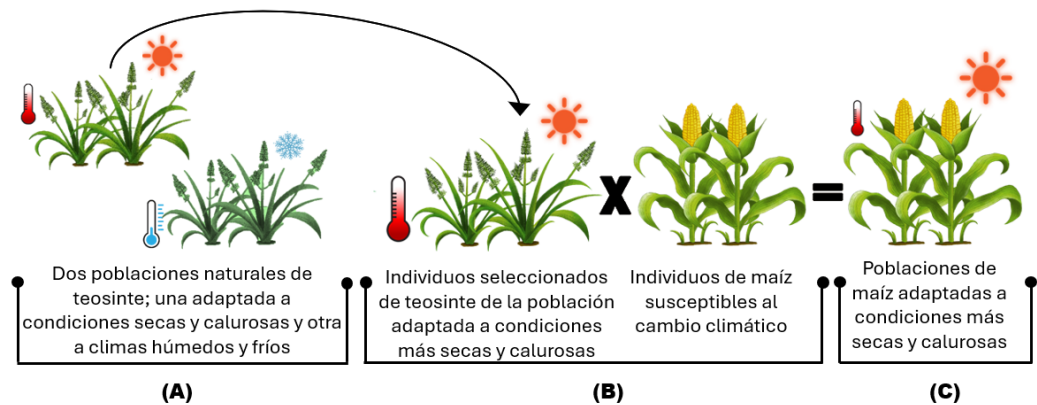 Dos poblaciones naturales de
teosinte; una adaptada a
condiciones secas y calurosas y otra
a climas húmedos y fríos
(A)
Individuos seleccionados
de teosinte de la población
adaptada a condiciones
más secas y calurosas
X
Individuos de maíz
susceptibles al
cambio climático
(B)
=
Poblaciones de
maíz adaptadas a
condiciones más
secas y calurosas
(C)